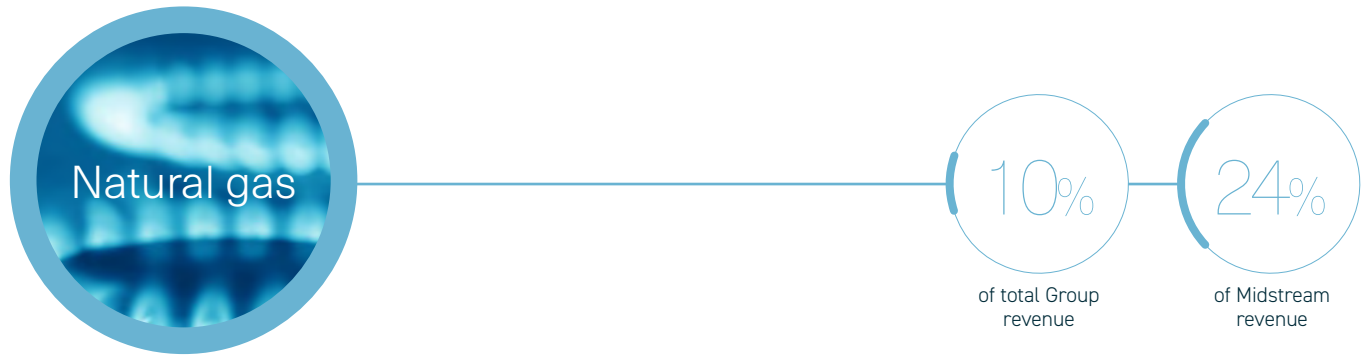 Natural gas
10%
of total Group
revenue
24%
of Midstream
revenue